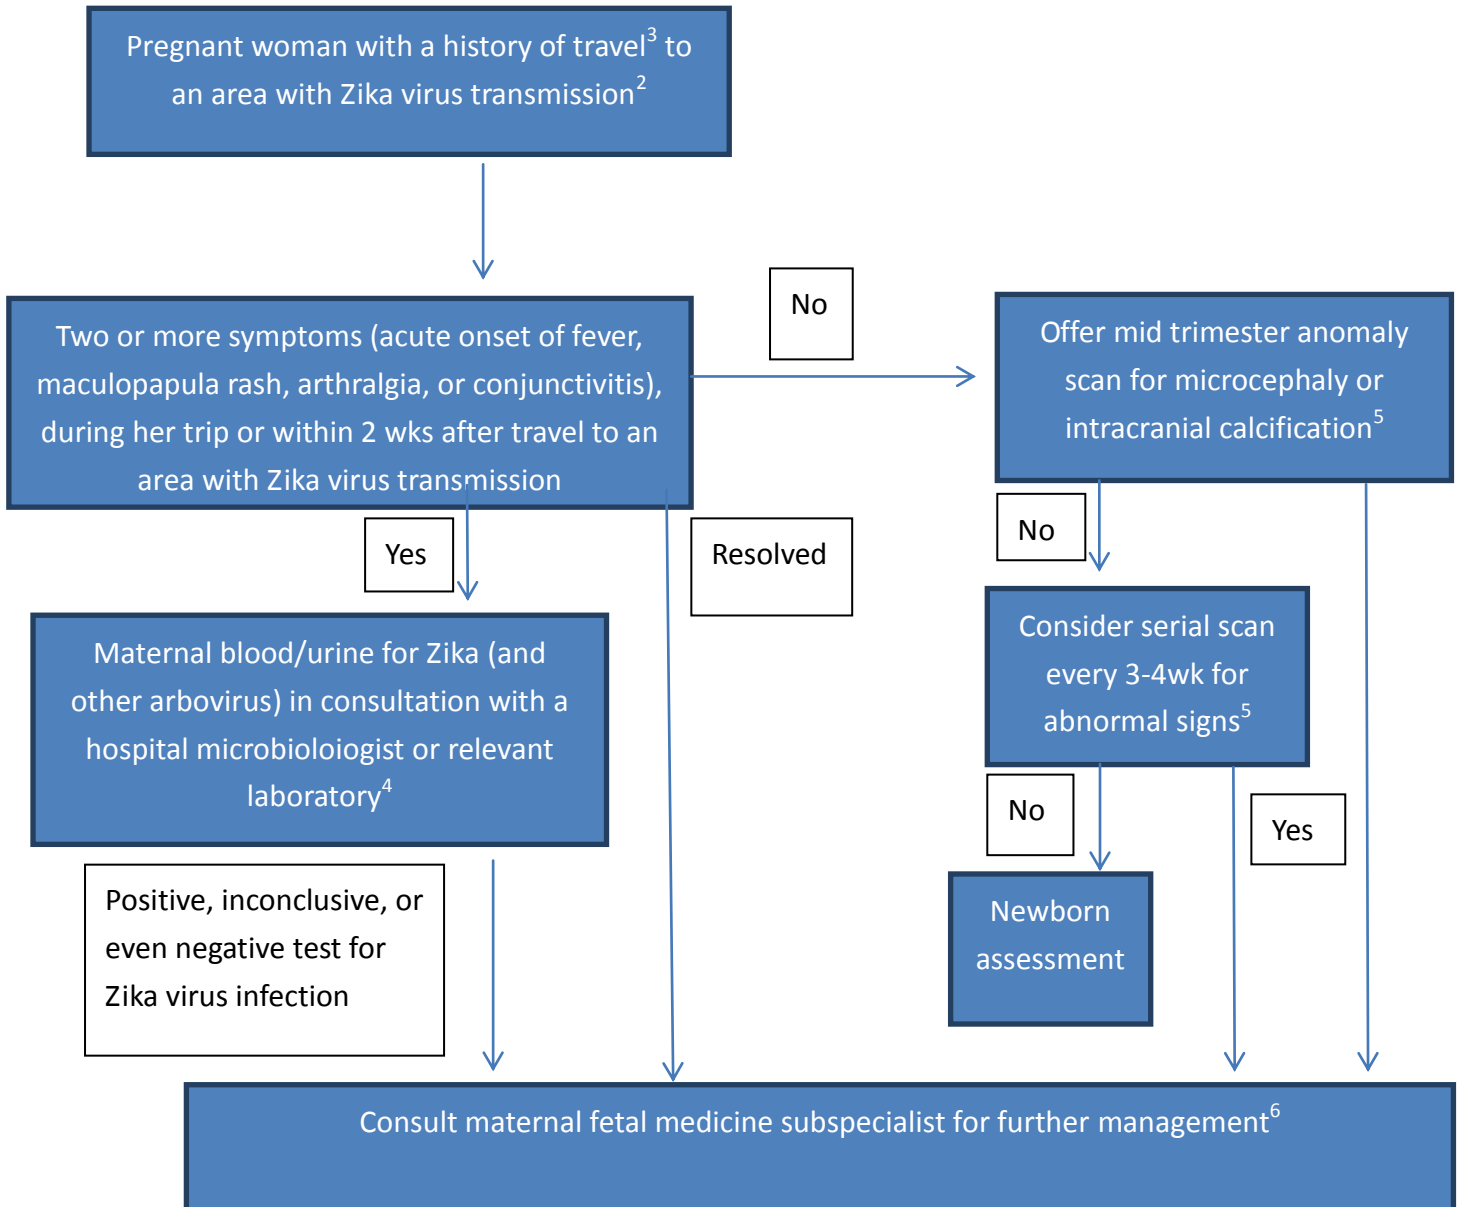 Pregnant woman with a history of travel³ to
an area with Zika virus transmission²
No
Two or more symptoms (acute onset of fever,
maculopapula rash, arthralgia, or conjunctivitis),
during her trip or within 2 wks after travel to an
area with Zika virus transmission
Offer mid trimester anomaly
scan for microcephaly or
intracranial calcification⁵
Yes
Resolved
No
Maternal blood/urine for Zika (and
other arbovirus) in consultation with a
hospital microbioloiogist or relevant
laboratory⁴
Consider serial scan
every 3-4wk for
abnormal signs⁵
No
Yes
Positive, inconclusive, or
even negative test for
Zika virus infection
Newborn
assessment
Consult maternal fetal medicine subspecialist for further management⁶